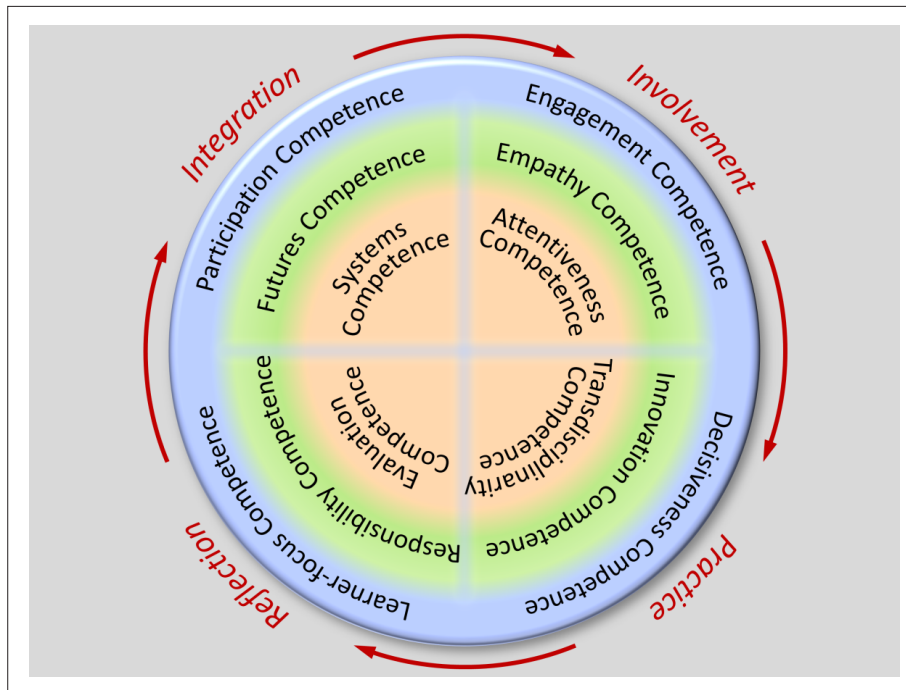 Integration
Involvement
Participation Competence
Engagement Competence
Futures Competence
Empathy Competence
Systems
Competence
Attentiveness
Competence
Evaluation
Competence
Transdisciplinarity
Competence
Responsibility Competence
Innovation Competence
Learner-focus Competence
Decisiveness Competence
Reflection
Practice